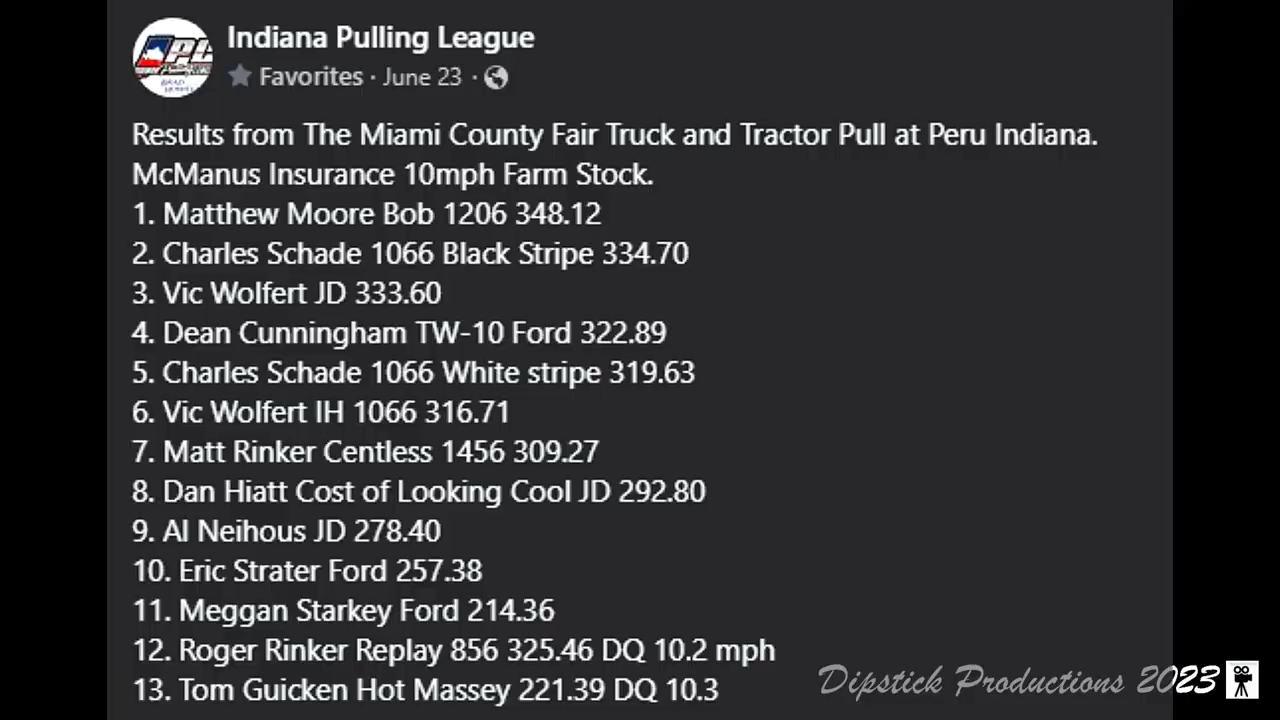 Indiana Pulling League
Favorites · June 23 ·
Results from The Miami County Fair Truck and Tractor Pull at Peru Indiana.
McManus Insurance 10mph Farm Stock.
1. Matthew Moore Bob 1206 348.12
2. Charles Schade 1066 Black Stripe 334.70
3. Vic Wolfert JD 333.60
4. Dean Cunningham TW-10 Ford 322.89
5. Charles Schade 1066 White stripe 319.63
6. Vic Wolfert IH 1066 316.71
7. Matt Rinker Centless 1456 309.27
8. Dan Hiatt Cost of Looking Cool JD 292.80
9. Al Neihous JD 278.40
10. Eric Strater Ford 257.38
11. Meggan Starkey Ford 214.36
12. Roger Rinker Replay 856 325.46 DQ 10.2 mph
13. Tom Guicken Hot Massey 221.39 DQ 10.3
Dipstick Productions 2023